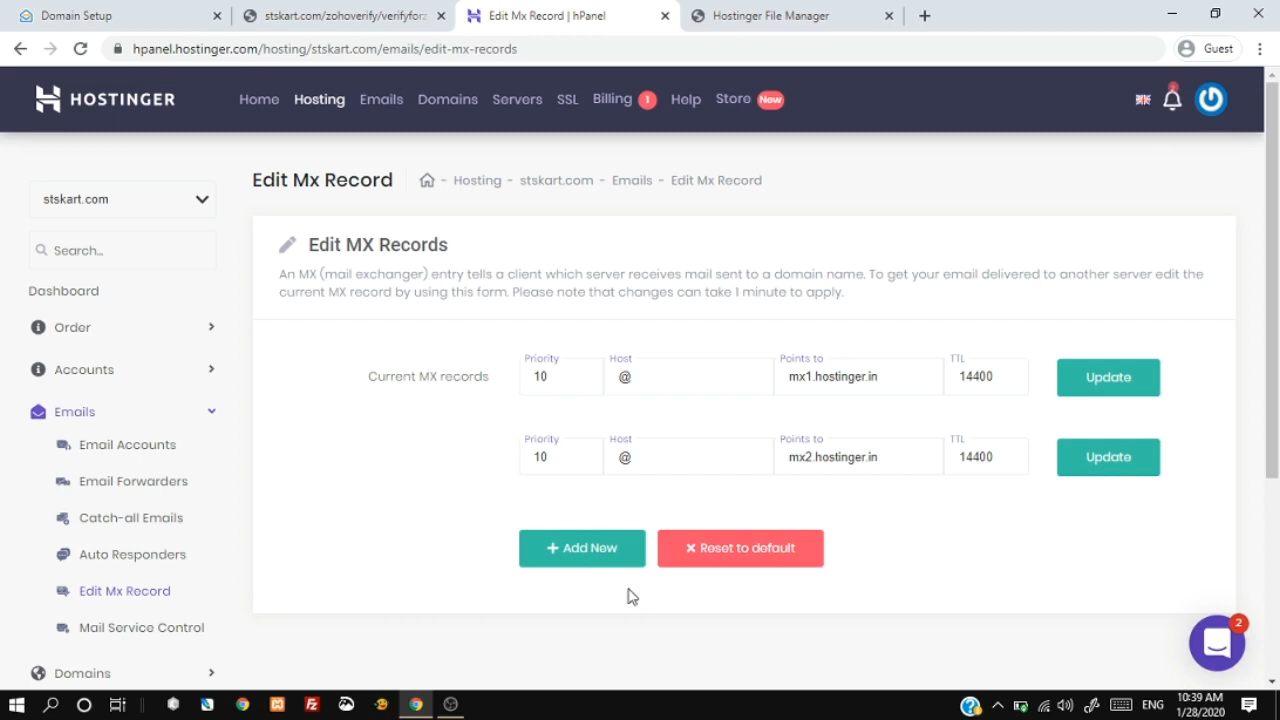 Domain Setup
stskart.com/zohoverify/verifyforz
Edit Mx Record | hPanel
Hostinger File Manager
hpanel.hostinger.com/hosting/stskart.com/emails/edit-mx-records
Guest
HOSTINGER
Home Hosting Emails Domains Servers SSL Billing 1 Help Store New
2
Edit Mx Record
- Hosting - stskart.com - Emails - Edit Mx Record
stskart.com
Search...
Dashboard
Order
Accounts
Emails
Email Accounts
Email Forwarders
Catch-all Emails
Auto Responders
Edit Mx Record
Mail Service Control
Domains
Edit MX Records
An MX (mail exchanger) entry tells a client which server receives mail sent to a domain name. To get your email delivered to another server edit the
current MX record by using this form. Please note that changes can take 1 minute to apply.
Priority Host Points to TTL
Current MX records 10 @ mx1.hostinger.in 14400 Update
Priority Host Points to TTL
10 @ mx2.hostinger.in 14400 Update
Add New Reset to default
2
ENG
10:39 AM
1/28/2020